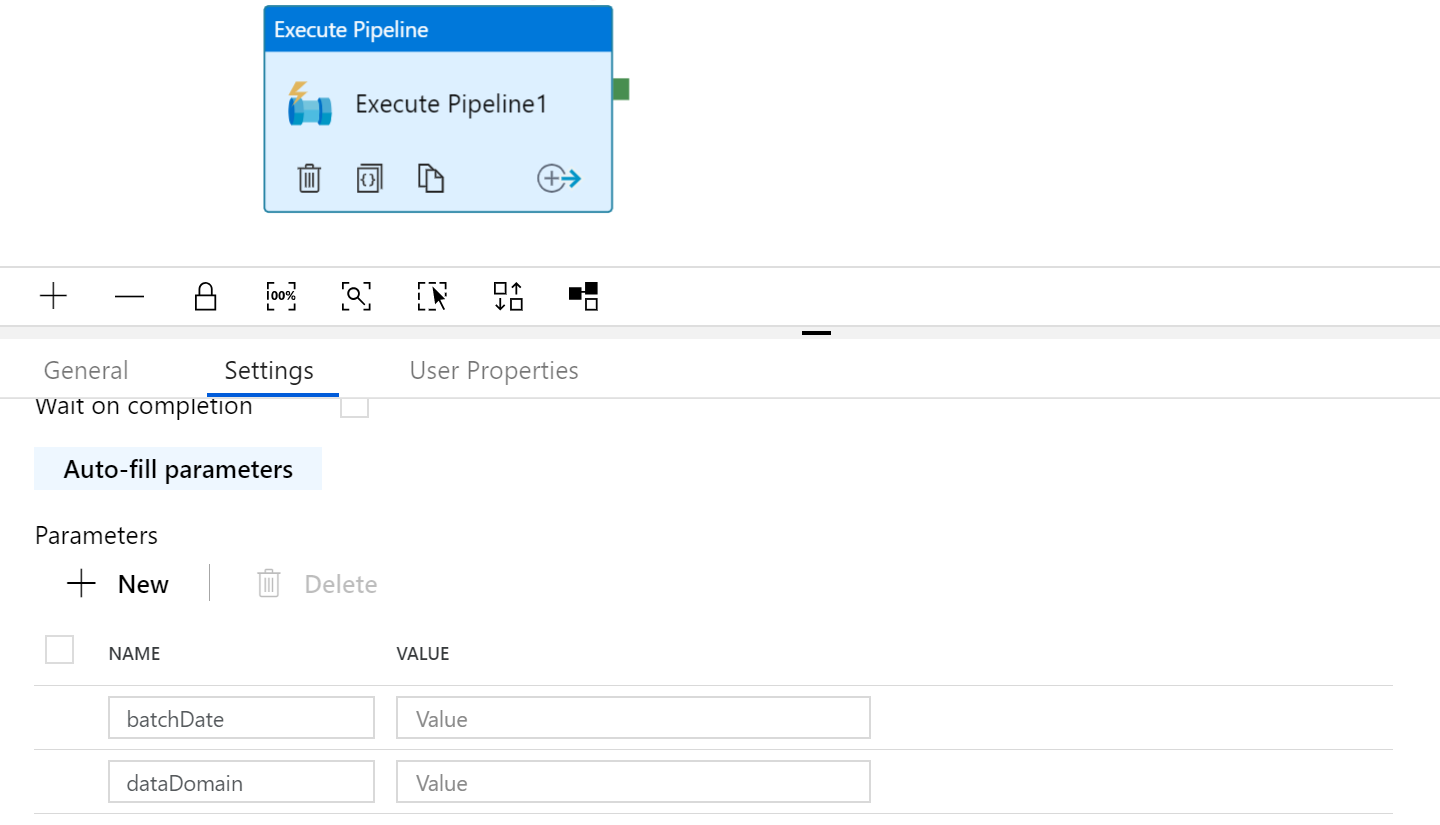 Execute Pipeline
Execute Pipeline1
100%
General Settings User Properties
Wait on completion
Auto-fill parameters
Parameters
New Delete
NAME VALUE
batchDate Value
dataDomain Value